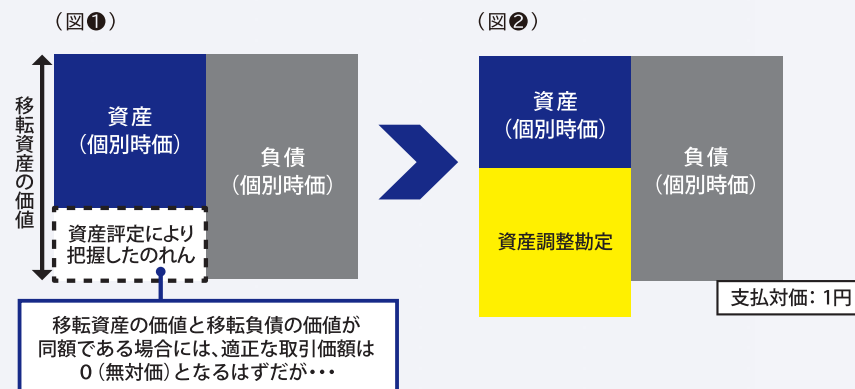 （図❶）
移転資産の価値
資産
（個別時価）
負債
（個別時価）
資産評定により
把握したのれん
移転資産の価値と移転負債の価値が
同額である場合には、適正な取引価額は
0（無対価）となるはずだが・・・
（図❷）
資産
（個別時価）
負債
（個別時価）
資産調整勘定
支払対価：1円